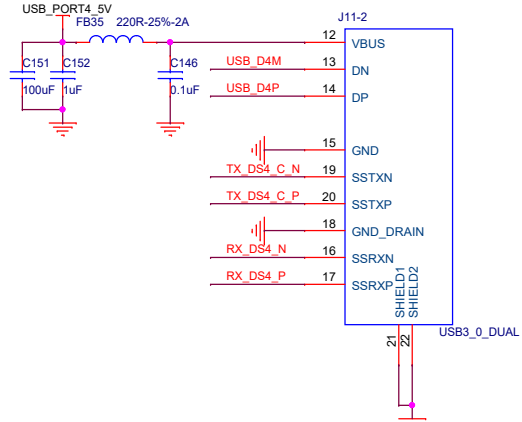 USB_PORT4_5V
FB35 220R-25%-2A
J11-2
C151
100uF
C152
1uF
C146
0.1uF
12 VBUS
USB_D4M 13 DN
USB_D4P 14 DP
15 GND
TX_DS4_C_N 19 SSTXN
TX_DS4_C_P 20 SSTXP
18 GND_DRAIN
RX_DS4_N 16 SSRXN
RX_DS4_P 17 SSRXP
SHIELD1
SHIELD2
21
22
USB3_0_DUAL